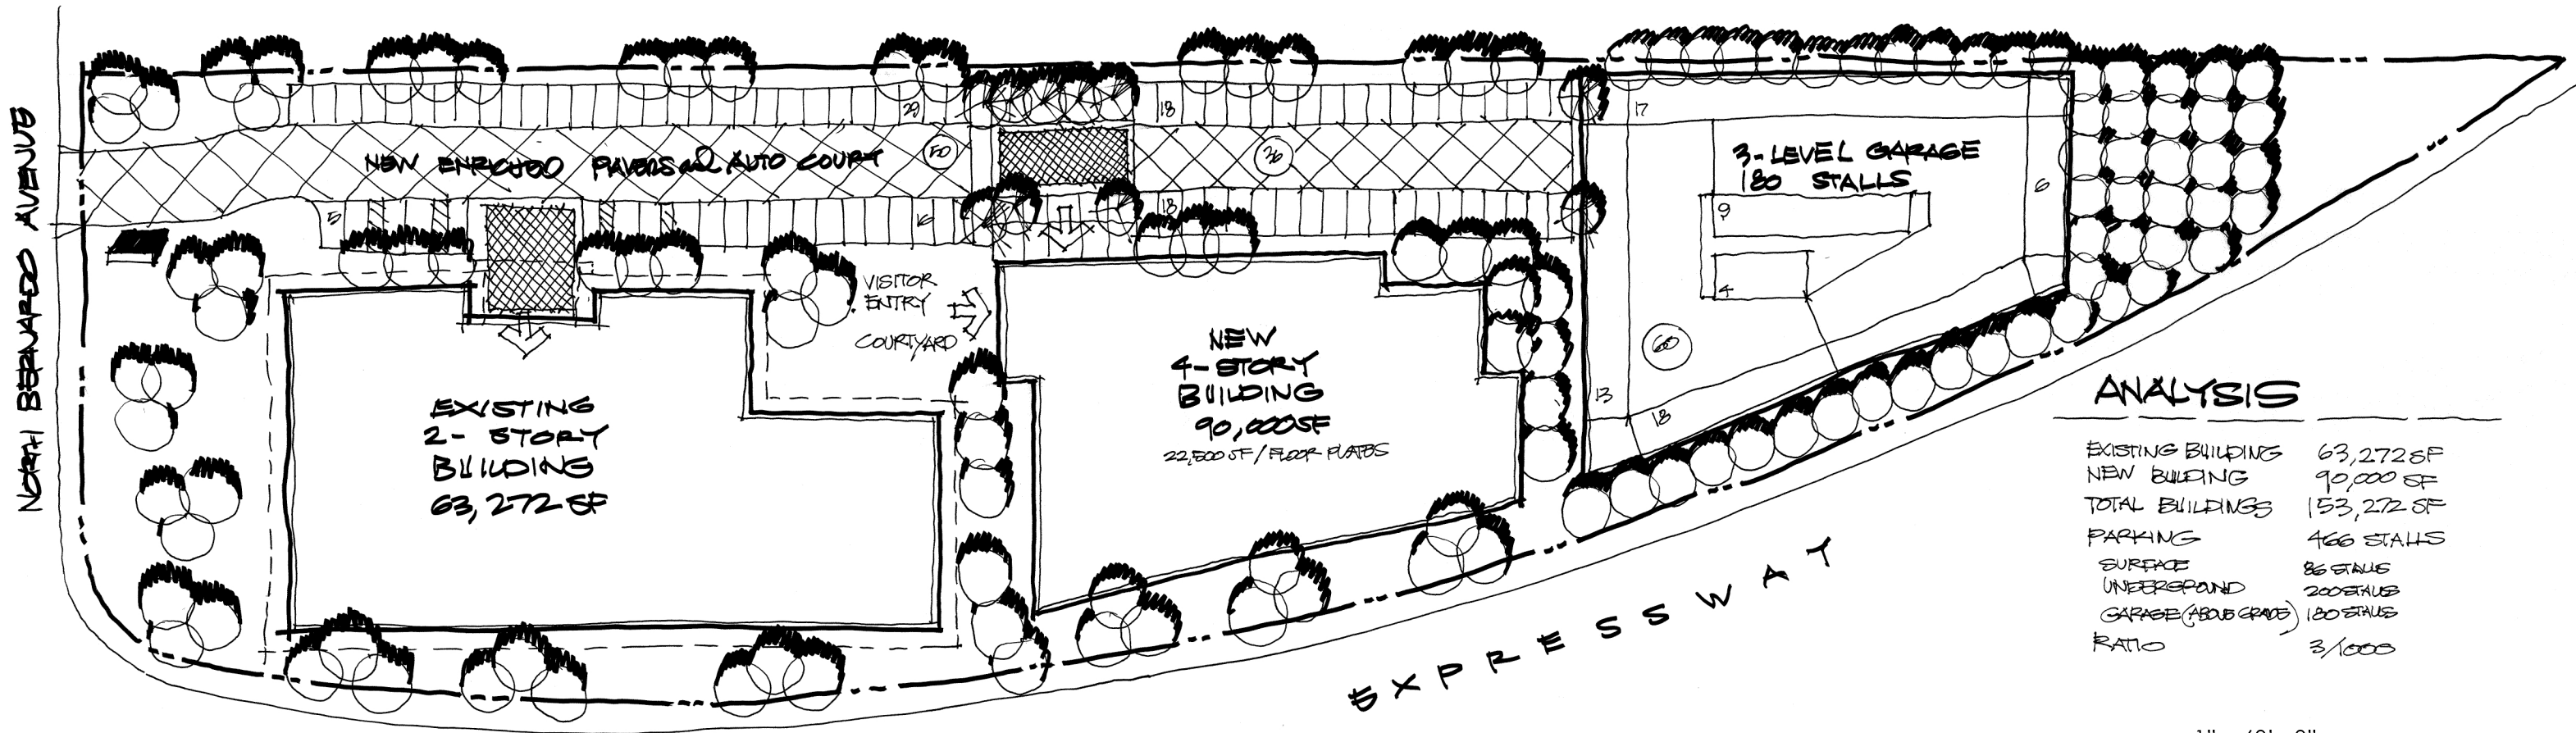 NORTH BERNARDO AVENUE
NEW ENRICHED PAVERS and AUTO COURT
29
50
5
16
18
36
18
VISITOR
ENTRY
COURTYARD
EXISTING
2- STORY
BUILDING
63,272 SF
NEW
4-STORY
BUILDING
90,000 SF
22,500 SF/FLOOR PLATES
17
3-LEVEL GARAGE
180 STALLS
9
6
4
60
13
18
EXPRESSWAY
ANALYSIS
EXISTING BUILDING 63,272 SF
NEW BUILDING 90,000 SF
TOTAL BUILDINGS 153,272 SF
PARKING 466 STALLS
SURFACE 86 STALLS
UNDERGROUND 200 STALLS
GARAGE (ABOVE GRADE) 180 STALLS
RATIO 3/1000